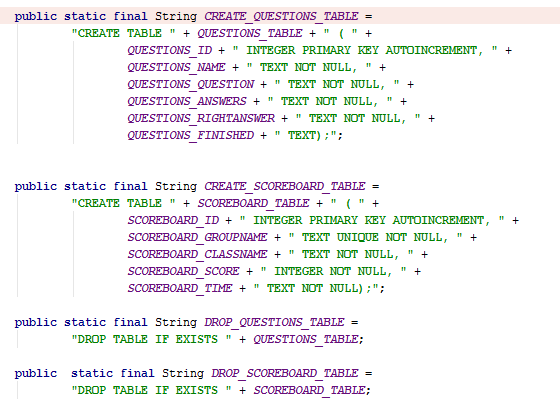 public static final String CREATE_QUESTIONS_TABLE =
"CREATE TABLE " + QUESTIONS_TABLE + " ( " +
QUESTIONS_ID + " INTEGER PRIMARY KEY AUTOINCREMENT, " +
QUESTIONS_NAME + " TEXT NOT NULL, " +
QUESTIONS_QUESTION + " TEXT NOT NULL, " +
QUESTIONS_ANSWERS + " TEXT NOT NULL, " +
QUESTIONS_RIGHTANSWER + " TEXT NOT NULL, " +
QUESTIONS_FINISHED + " TEXT);";
public static final String CREATE_SCOREBOARD_TABLE =
"CREATE TABLE " + SCOREBOARD_TABLE + " ( " +
SCOREBOARD_ID + " INTEGER PRIMARY KEY AUTOINCREMENT, " +
SCOREBOARD_GROUPNAME + " TEXT UNIQUE NOT NULL, " +
SCOREBOARD_CLASSNAME + " TEXT NOT NULL, " +
SCOREBOARD_SCORE + " INTEGER NOT NULL, " +
SCOREBOARD_TIME + " TEXT NOT NULL);";
public static final String DROP_QUESTIONS_TABLE =
"DROP TABLE IF EXISTS " + QUESTIONS_TABLE;
public  static final String DROP_SCOREBOARD_TABLE =
"DROP TABLE IF EXISTS " + SCOREBOARD_TABLE;